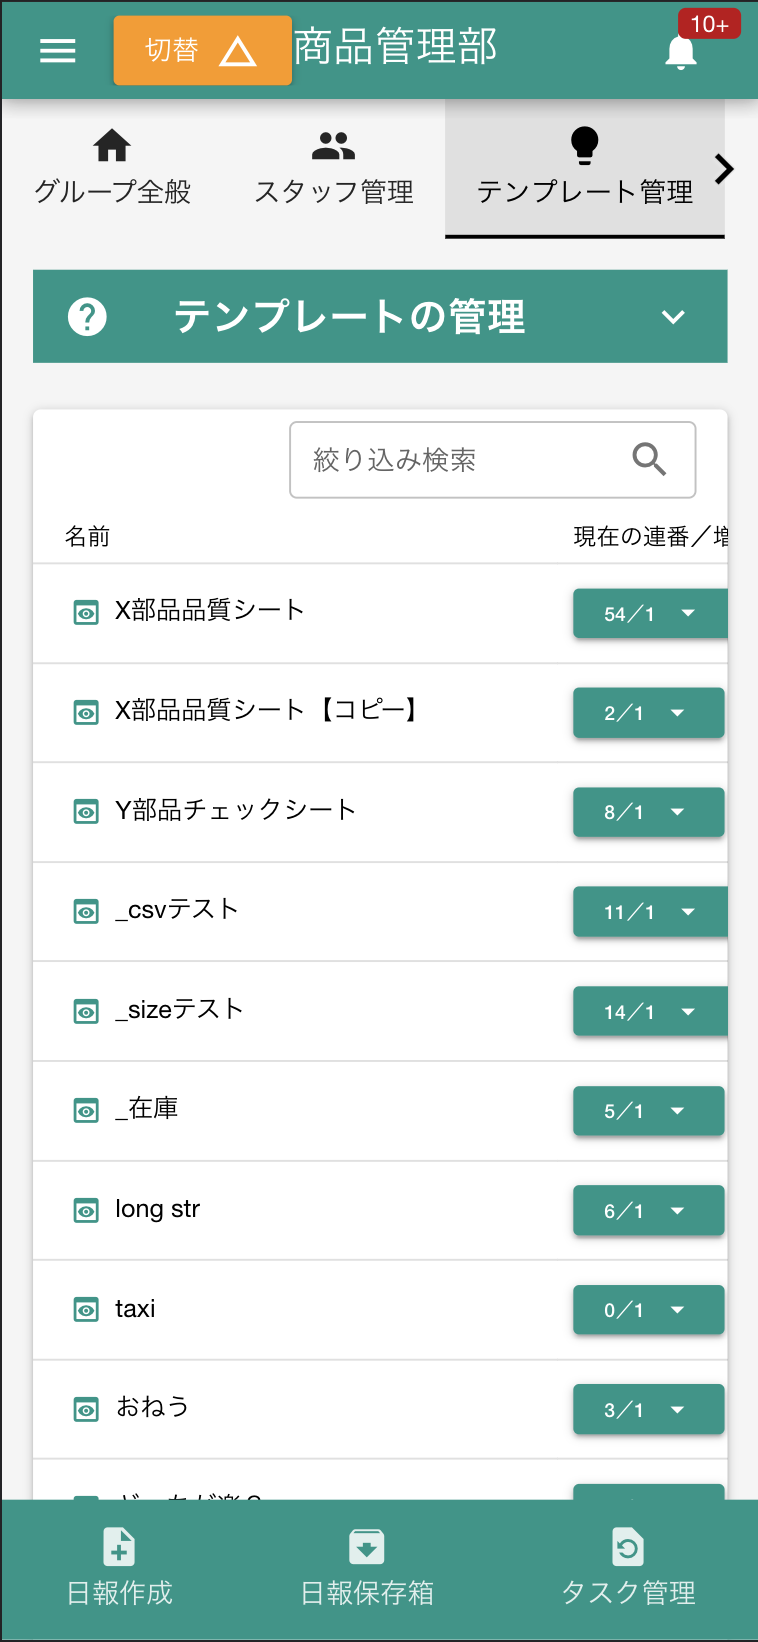 切替 商品管理部 10+
グループ全般 スタッフ管理 テンプレート管理
テンプレートの管理
絞り込み検索
名前 現在の連番／増
X部品品質シート 54／1
X部品品質シート【コピー】 2／1
Y部品チェックシート 8／1
_csvテスト 11／1
_sizeテスト 14／1
_在庫 5／1
long str 6／1
taxi 0／1
おねう 3／1
日報作成 日報保存箱 タスク管理